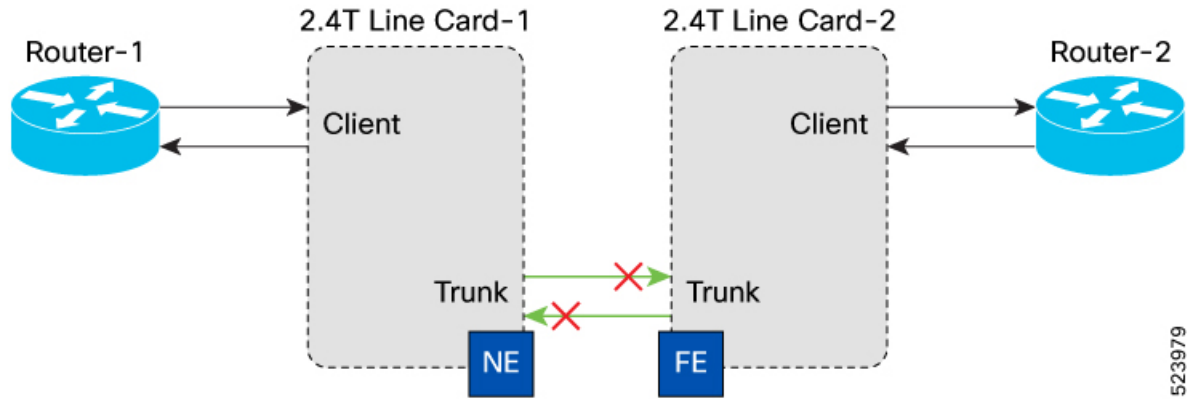 2.4T Line Card-1
2.4T Line Card-2
Router-1
Router-2
Client
Client
Trunk
Trunk
NE
FE
523979